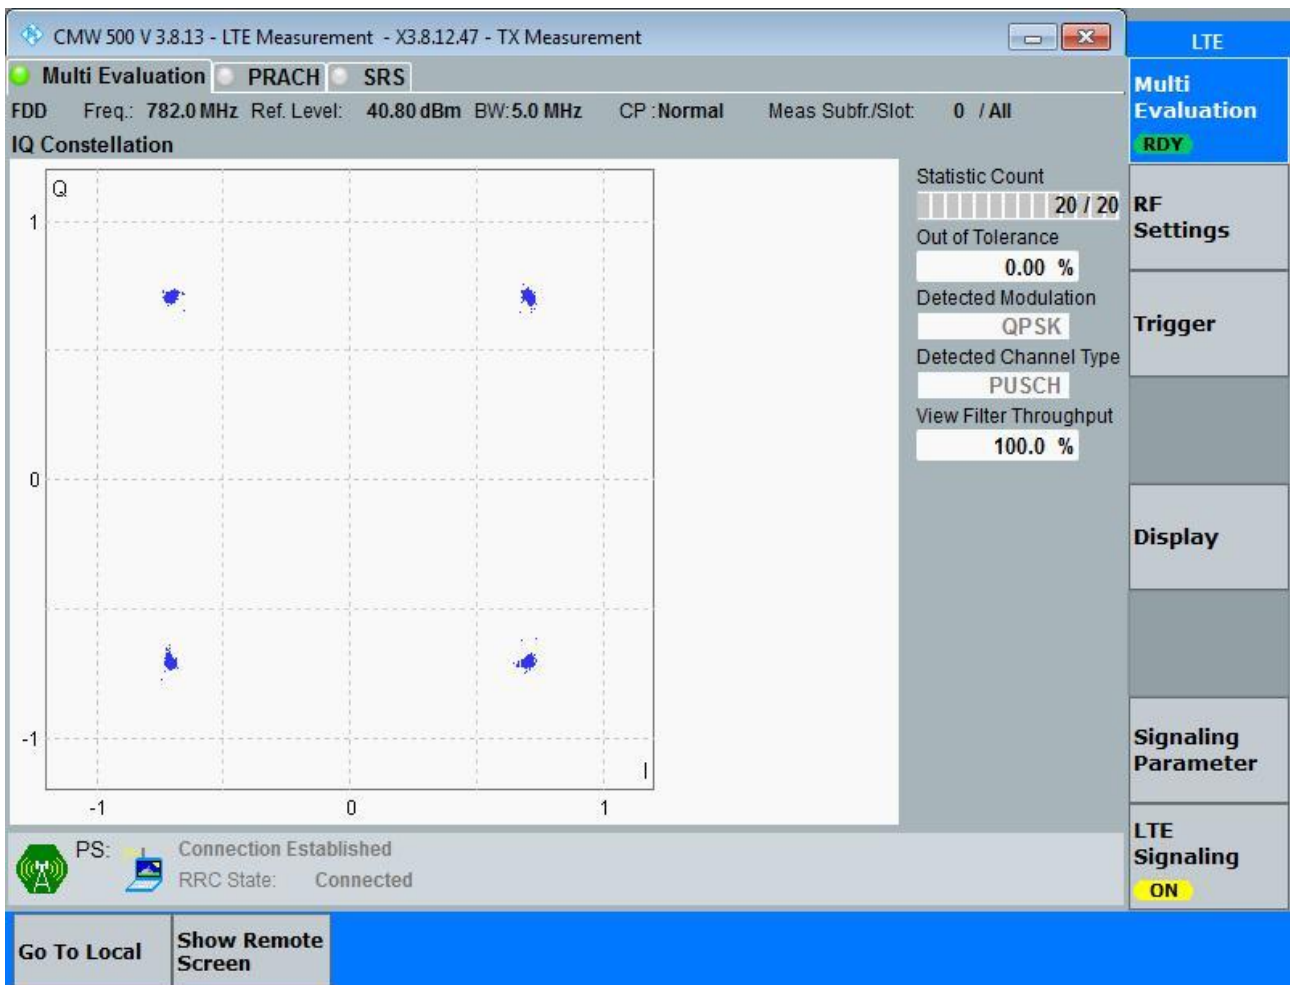 CMW 500 V 3.8.13 - LTE Measurement - X3.8.12.47 - TX Measurement
LTE
Multi Evaluation PRACH SRS
FDD Freq.: 782.0 MHz Ref. Level: 40.80 dBm BW: 5.0 MHz CP : Normal Meas Subfr./Slot: 0 / All
IQ Constellation
Q
1
0
-1
I
-1 0 1
Statistic Count
20 / 20
Out of Tolerance
0.00 %
Detected Modulation
QPSK
Detected Channel Type
PUSCH
View Filter Throughput
100.0 %
Multi
Evaluation
RDY
RF
Settings
Trigger
Display
Signaling
Parameter
LTE
Signaling
ON
PS: Connection Established
RRC State: Connected
Go To Local
Show Remote
Screen